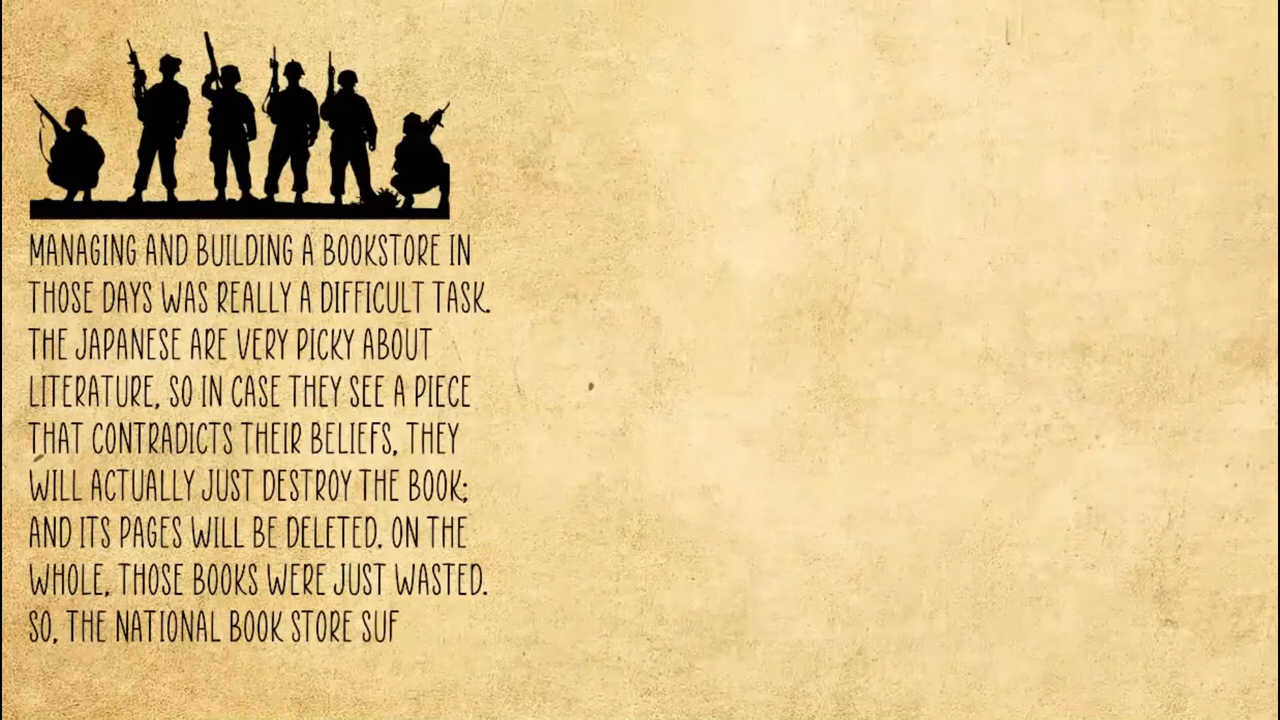 MANAGING AND BUILDING A BOOKSTORE IN
THOSE DAYS WAS REALLY A DIFFICULT TASK.
THE JAPANESE ARE VERY PICKY ABOUT
LITERATURE, SO IN CASE THEY SEE A PIECE
THAT CONTRADICTS THEIR BELIEFS, THEY
WILL ACTUALLY JUST DESTROY THE BOOK;
AND ITS PAGES WILL BE DELETED. ON THE
WHOLE, THOSE BOOKS WERE JUST WASTED.
SO, THE NATIONAL BOOK STORE SUF